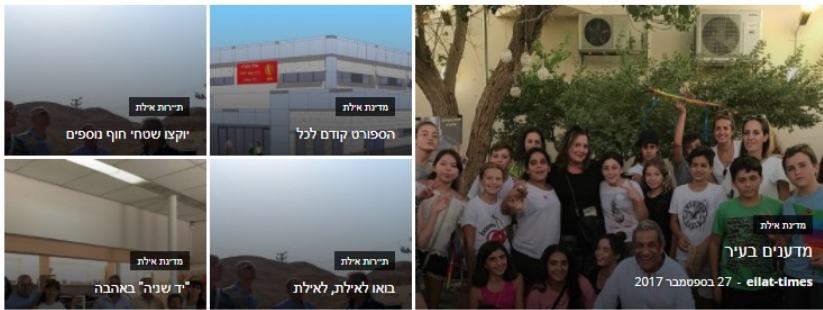 מדינת אילת
מדענים בעיר
eilat-times - 27 בספטמבר 2017
מדינת אילת
הספורט קודם לכל
תיירות אילת
יוקצו שטחי חוף נוספים
תיירות אילת
בואו לאילת, לאילת
מדינת אילת
"יד שניה" באהבה